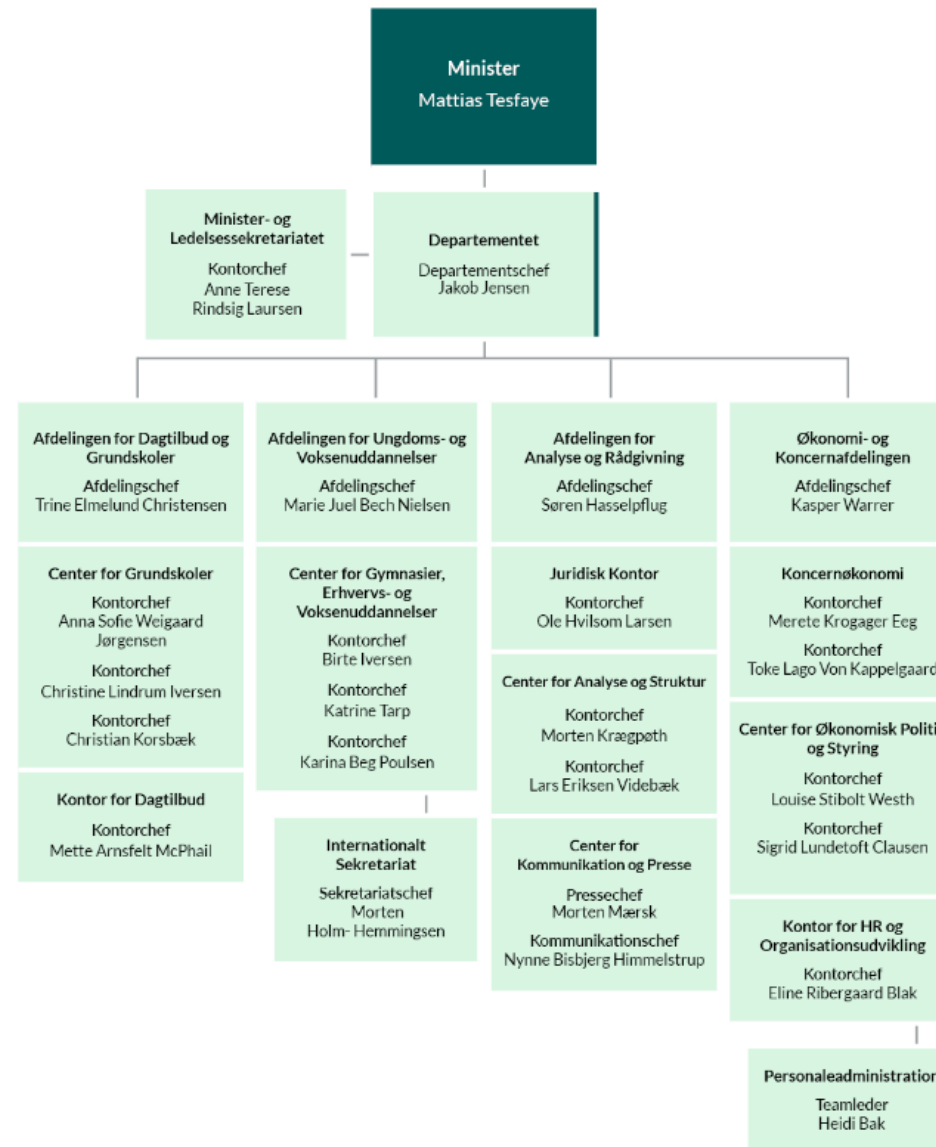 Minister
Mattias Tesfaye
Minister- og
Ledelsessekretariatet
Kontorchef
Anne Terese
Rindsig Laursen
Departementet
Departementschef
Jakob Jensen
Afdelingen for Dagtilbud og
Grundskoler
Afdelingschef
Trine Elmelund Christensen
Center for Grundskoler
Kontorchef
Anna Sofie Weigaard
Jørgensen
Kontorchef
Christine Lindrum Iversen
Kontorchef
Christian Korsbæk
Kontor for Dagtilbud
Kontorchef
Mette Arnsfelt McPhail
Afdelingen for Ungdoms- og
Voksenuddannelser
Afdelingschef
Marie Juel Bech Nielsen
Center for Gymnasier,
Erhvervs- og
Voksenuddannelser
Kontorchef
Birte Iversen
Kontorchef
Katrine Tarp
Kontorchef
Karina Beg Poulsen
Internationalt
Sekretariat
Sekretariatschef
Morten
Holm- Hemmingsen
Afdelingen for
Analyse og Rådgivning
Afdelingschef
Søren Hasselpflug
Juridisk Kontor
Kontorchef
Ole Hvilsom Larsen
Center for Analyse og Struktur
Kontorchef
Morten Krægpøth
Kontorchef
Lars Eriksen Videbæk
Center for
Kommunikation og Presse
Pressechef
Morten Mærsk
Kommunikationschef
Nynne Bisbjerg Himmelstrup
Økonomi- og
Koncernafdelingen
Afdelingschef
Kasper Warrer
Koncernøkonomi
Kontorchef
Merete Krogager Eeg
Kontorchef
Toke Lago Von Kappelgaard
Center for Økonomisk Politi
og Styring
Kontorchef
Louise Stibolt Westh
Kontorchef
Sigrid Lundetoft Clausen
Kontor for HR og
Organisationsudvikling
Kontorchef
Eline Ribergaard Blak
Personaleadministration
Teamleder
Heidi Bak